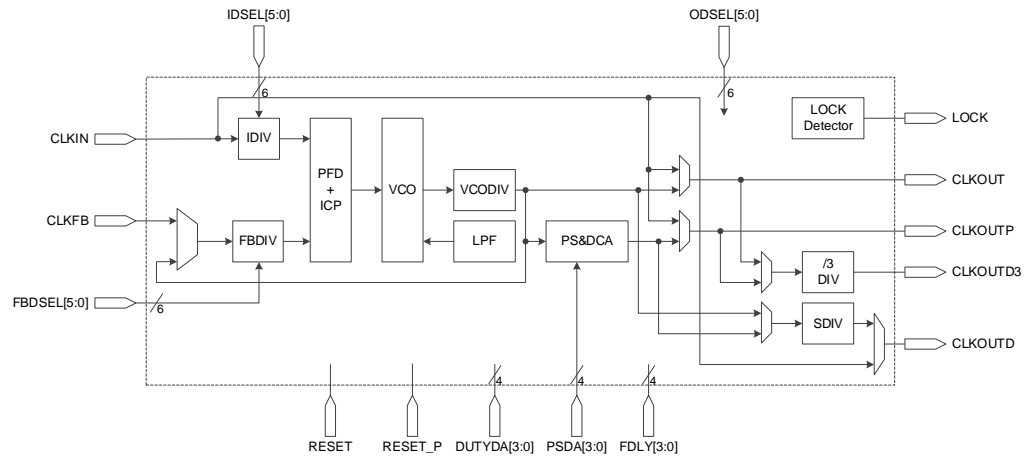 IDSEL[5:0]
ODSEL[5:0]
6
6
CLKIN
IDIV
LOCK
Detector
LOCK
PFD
+
ICP
VCO
VCODIV
CLKOUT
CLKFB
FBDIV
LPF
PS&DCA
CLKOUTP
/3
DIV
CLKOUTD3
FBDSEL[5:0]
6
SDIV
CLKOUTD
4
4
4
RESET
RESET_P
DUTYDA[3:0]
PSDA[3:0]
FDLY[3:0]